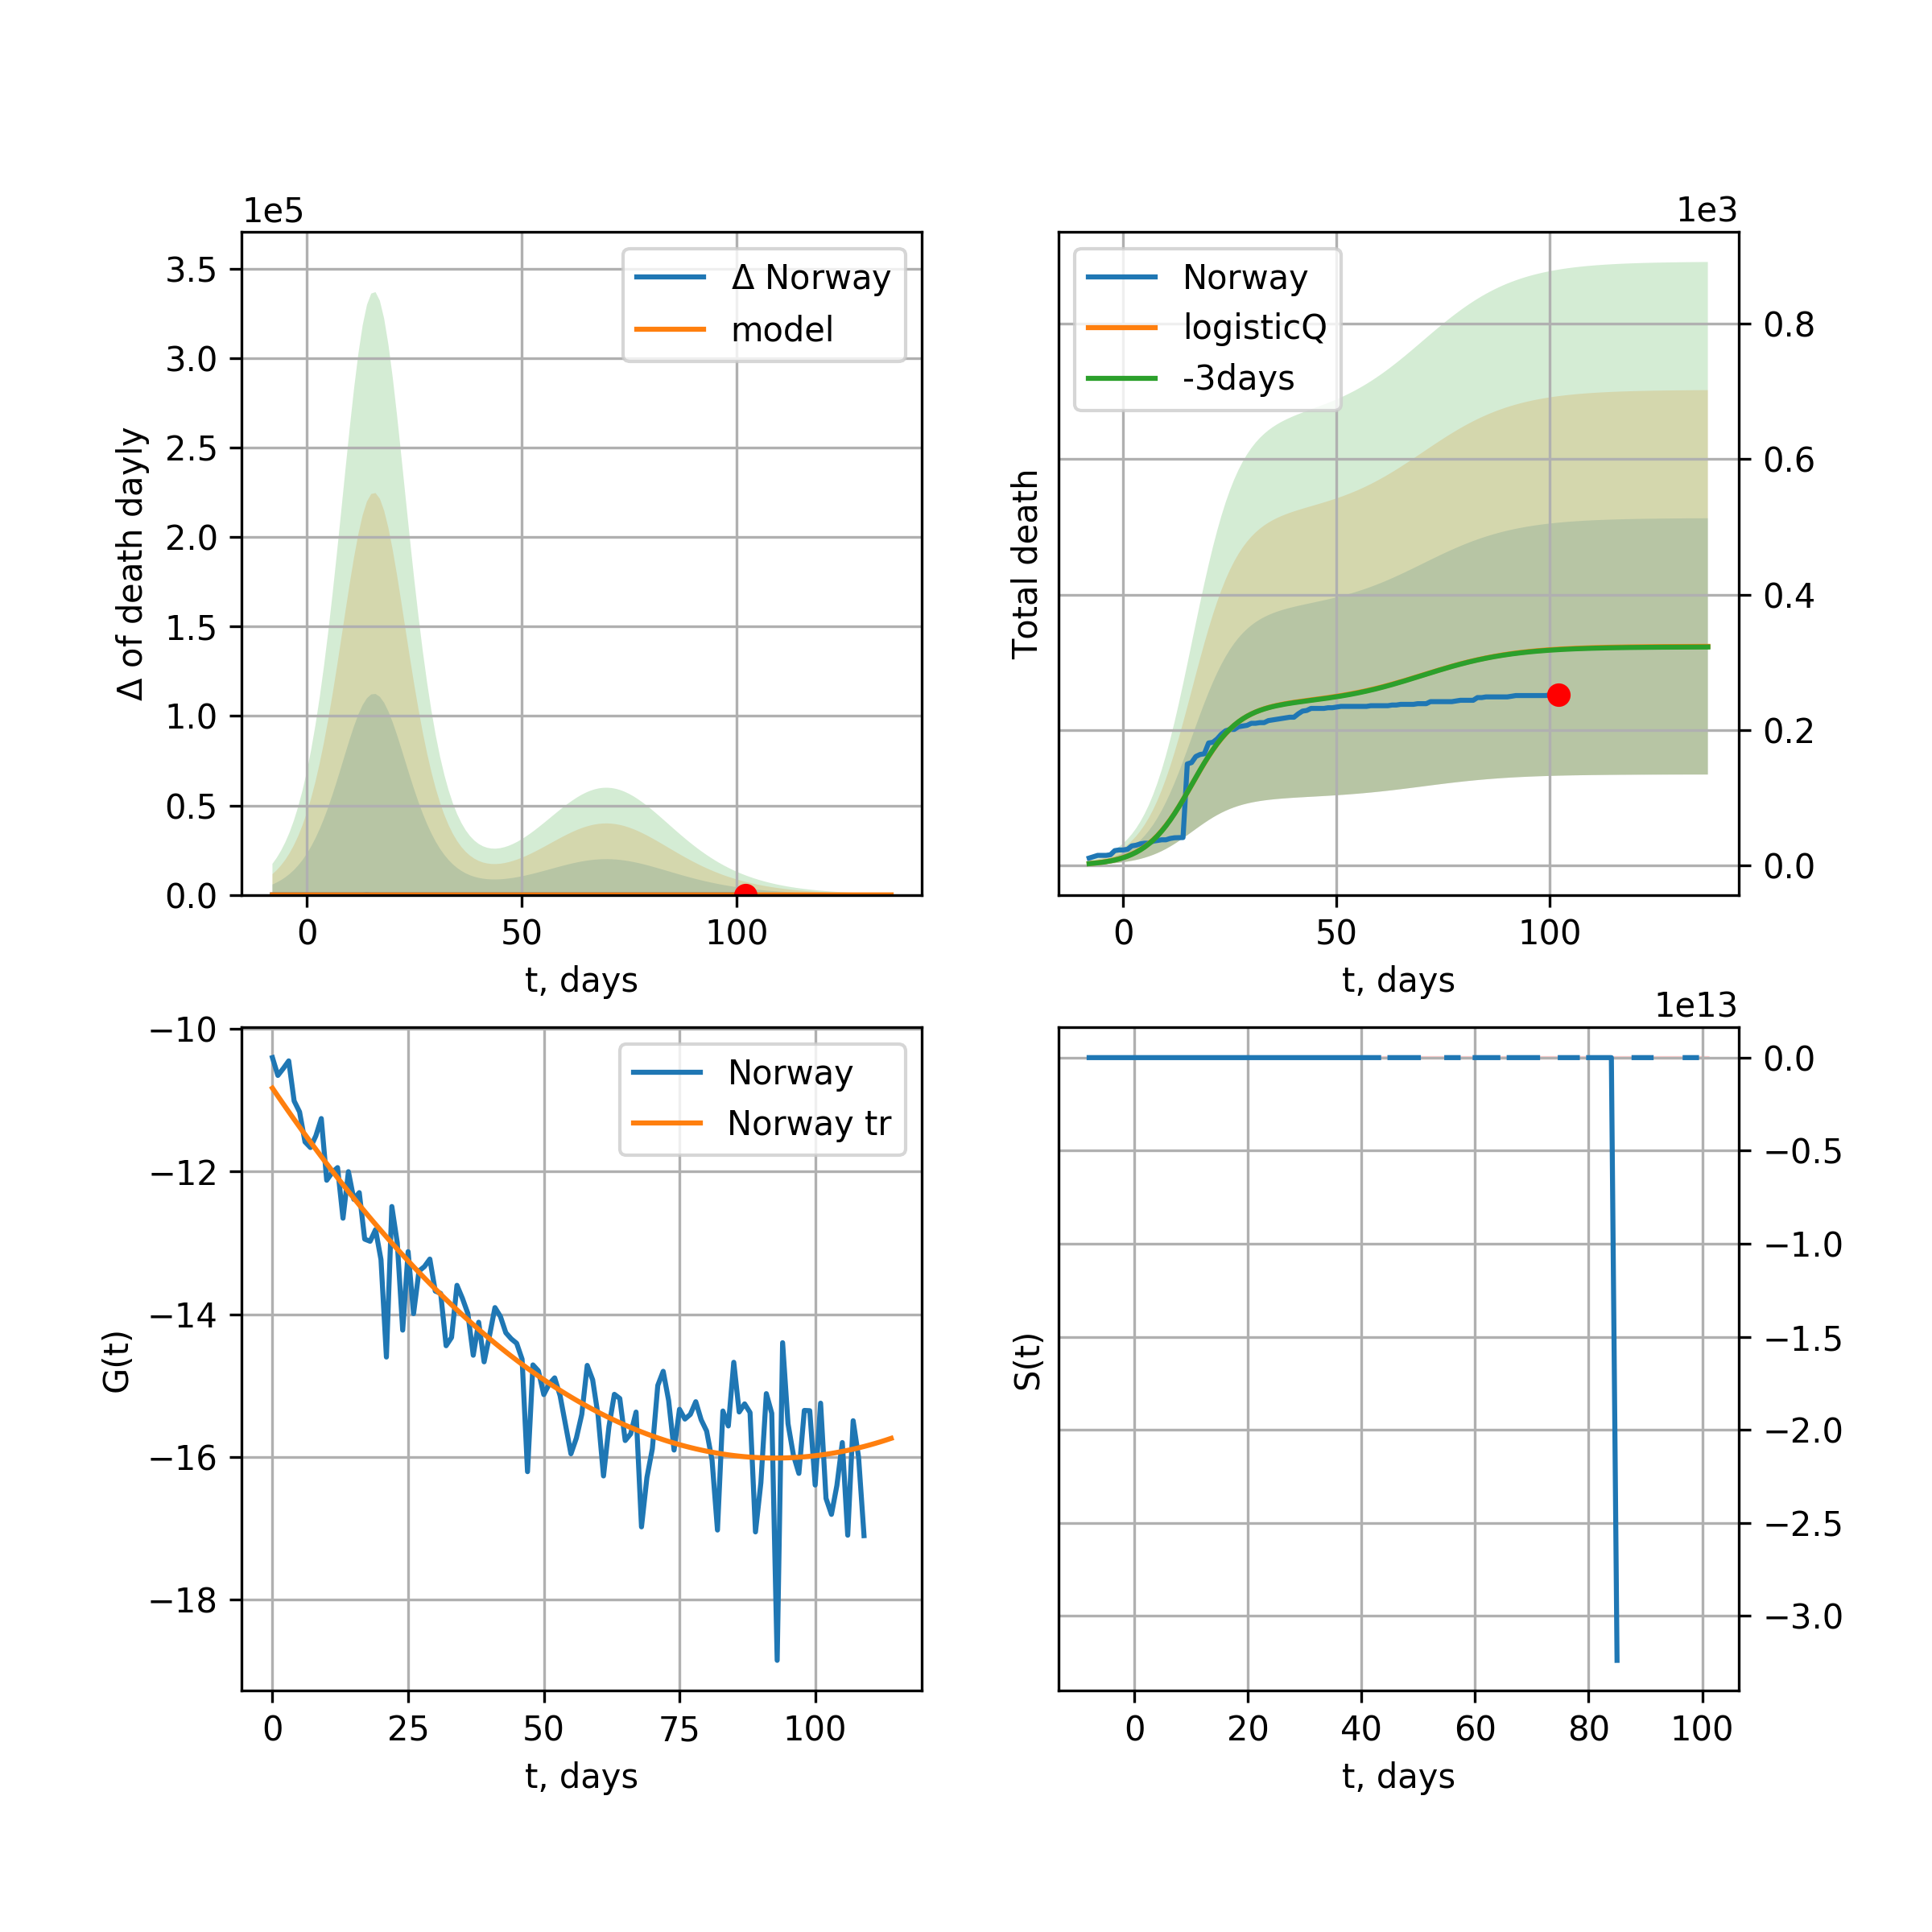 1e5
3.5
3.0
2.5
2.0
1.5
1.0
0.5
0.0
Δ of death dayly
Δ Norway
model
0 50 100
t, days
1e3
Total death
Norway
logisticQ
-3days
0.8
0.6
0.4
0.2
0.0
0 50 100
t, days
−10
−12
−14
−16
−18
G(t)
Norway
Norway tr
0 25 50 75 100
t, days
1e13
S(t)
0.0
−0.5
−1.0
−1.5
−2.0
−2.5
−3.0
0 20 40 60 80 100
t, days